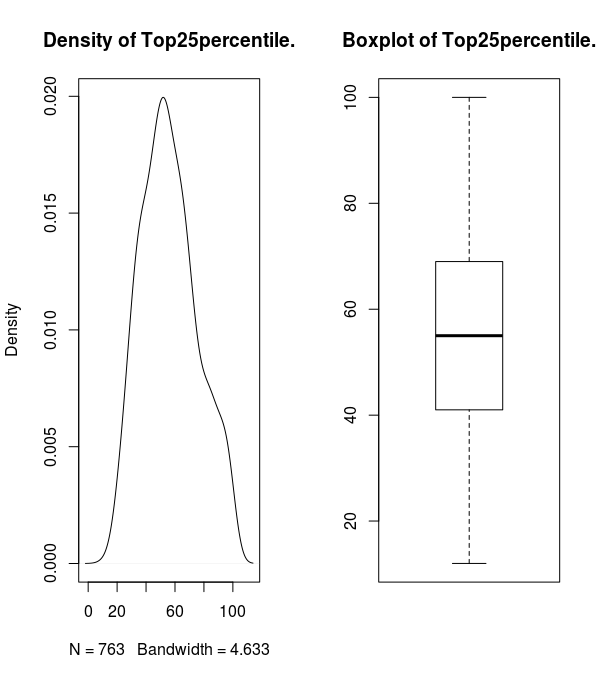 Density of Top25percentile.
Density
0.000
0.005
0.010
0.015
0.020
0 20 60 100
N = 763 Bandwidth = 4.633
Boxplot of Top25percentile.
20
40
60
80
100